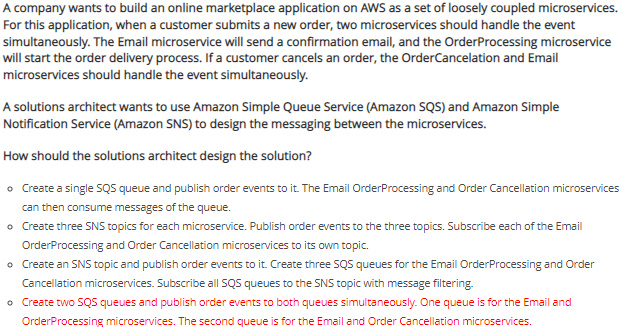 A company wants to build an online marketplace application on AWS as a set of loosely coupled microservices.
For this application, when a customer submits a new order, two microservices should handle the event
simultaneously. The Email microservice will send a confirmation email, and the OrderProcessing microservice
will start the order delivery process. If a customer cancels an order, the OrderCancelation and Email
microservices should handle the event simultaneously.
A solutions architect wants to use Amazon Simple Queue Service (Amazon SQS) and Amazon Simple
Notification Service (Amazon SNS) to design the messaging between the microservices.
How should the solutions architect design the solution?
Create a single SQS queue and publish order events to it. The Email OrderProcessing and Order Cancellation microservices
can then consume messages of the queue.
Create three SNS topics for each microservice. Publish order events to the three topics. Subscribe each of the Email
OrderProcessing and Order Cancellation microservices to its own topic.
Create an SNS topic and publish order events to it. Create three SQS queues for the Email OrderProcessing and Order
Cancellation microservices. Subscribe all SQS queues to the SNS topic with message filtering.
Create two SQS queues and publish order events to both queues simultaneously. One queue is for the Email and
OrderProcessing microservices. The second queue is for the Email and Order Cancellation microservices.